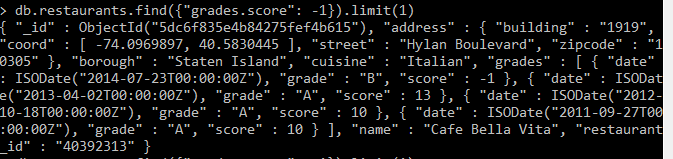 > db.restaurants.find({"grades.score": -1}).limit(1)
{ "_id" : ObjectId("5dc6f835e4b84275fef4b615"), "address" : { "building" : "1919",
"coord" : [ -74.0969897, 40.5830445 ], "street" : "Hylan Boulevard", "zipcode" : "1
0305" }, "borough" : "Staten Island", "cuisine" : "Italian", "grades" : [ { "date"
: ISODate("2014-07-23T00:00:00Z"), "grade" : "B", "score" : -1 }, { "date" : ISODat
e("2013-04-02T00:00:00Z"), "grade" : "A", "score" : 13 }, { "date" : ISODate("2012-
10-18T00:00:00Z"), "grade" : "A", "score" : 10 }, { "date" : ISODate("2011-09-27T00
:00:00Z"), "grade" : "A", "score" : 10 } ], "name" : "Cafe Bella Vita", "restaurant
_id" : "40392313" }